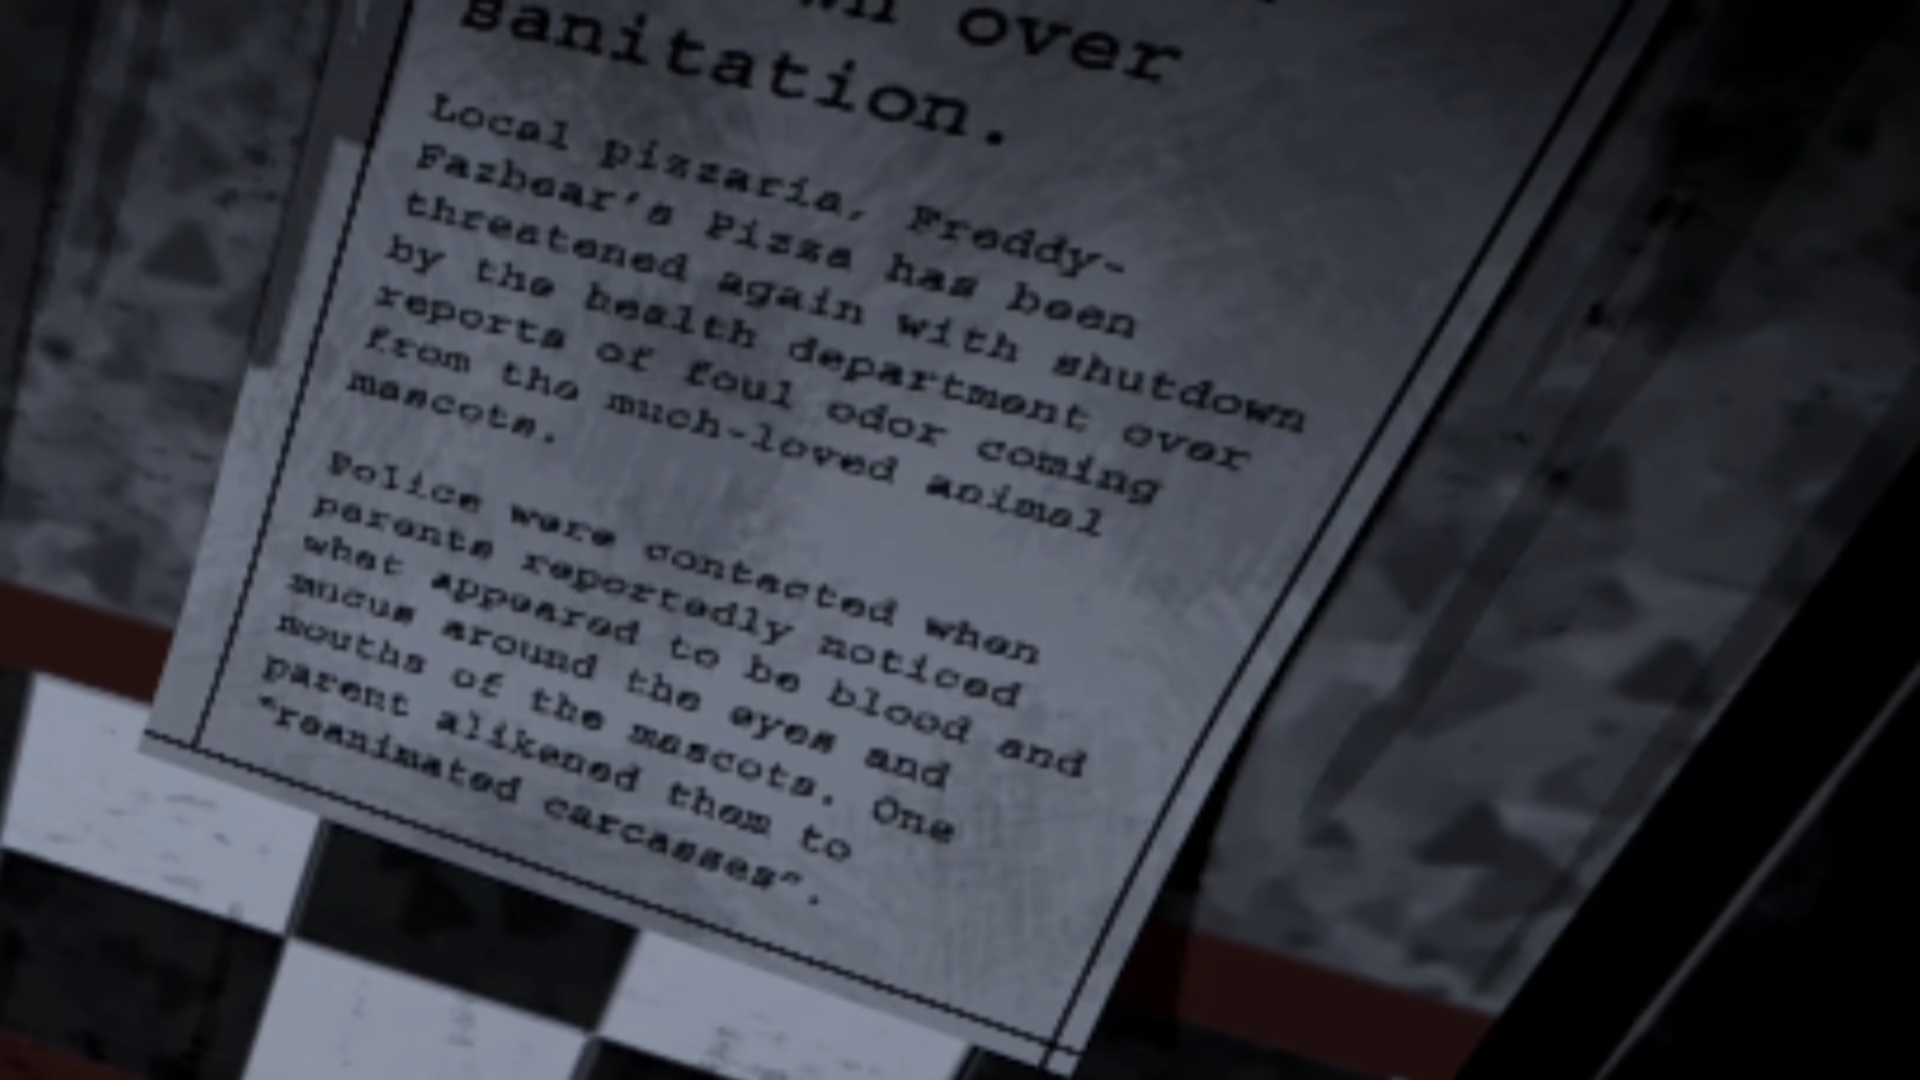 over
sanitation.
Local pizzaria, Freddy-
Fazbear's Pizza has been
threatened again with shutdown
by the health department over
reports of foul odor coming
from the much-loved animal
mascots.
Police were contacted when
parents reportedly noticed
what appeared to be blood and
mucus around the eyes and
mouths of the mascots. One
parent alikened them to
"reanimated carcasses".